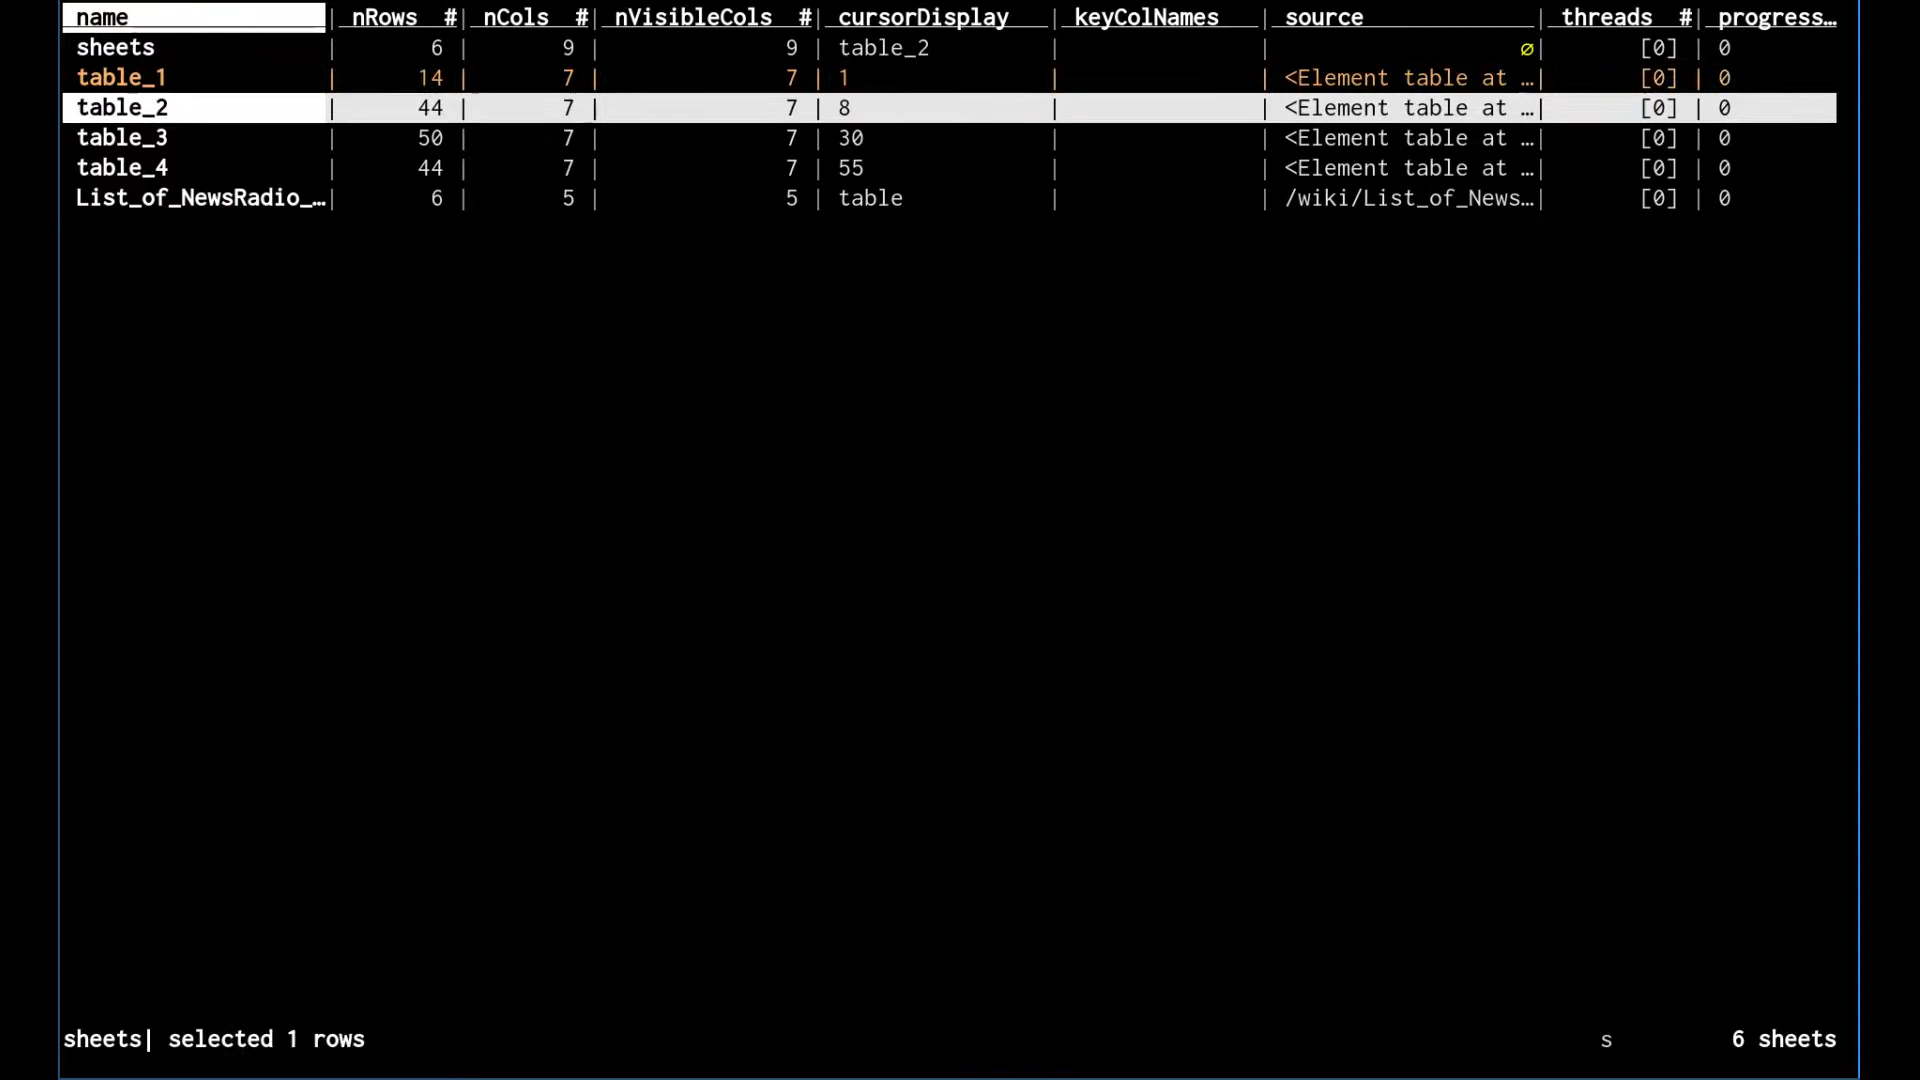 name | nRows #| nCols #| nVisibleCols #| cursorDisplay | keyColNames | source | threads #| progress…
sheets | 6 | 9 | 9 | table_2 | | ∅| [0] | 0
table_1 | 14 | 7 | 7 | 1 | | <Element table at …| [0] | 0
table_2 | 44 | 7 | 7 | 8 | | <Element table at …| [0] | 0
table_3 | 50 | 7 | 7 | 30 | | <Element table at …| [0] | 0
table_4 | 44 | 7 | 7 | 55 | | <Element table at …| [0] | 0
List_of_NewsRadio_…| 6 | 5 | 5 | table | | /wiki/List_of_News…| [0] | 0
sheets| selected 1 rows s 6 sheets